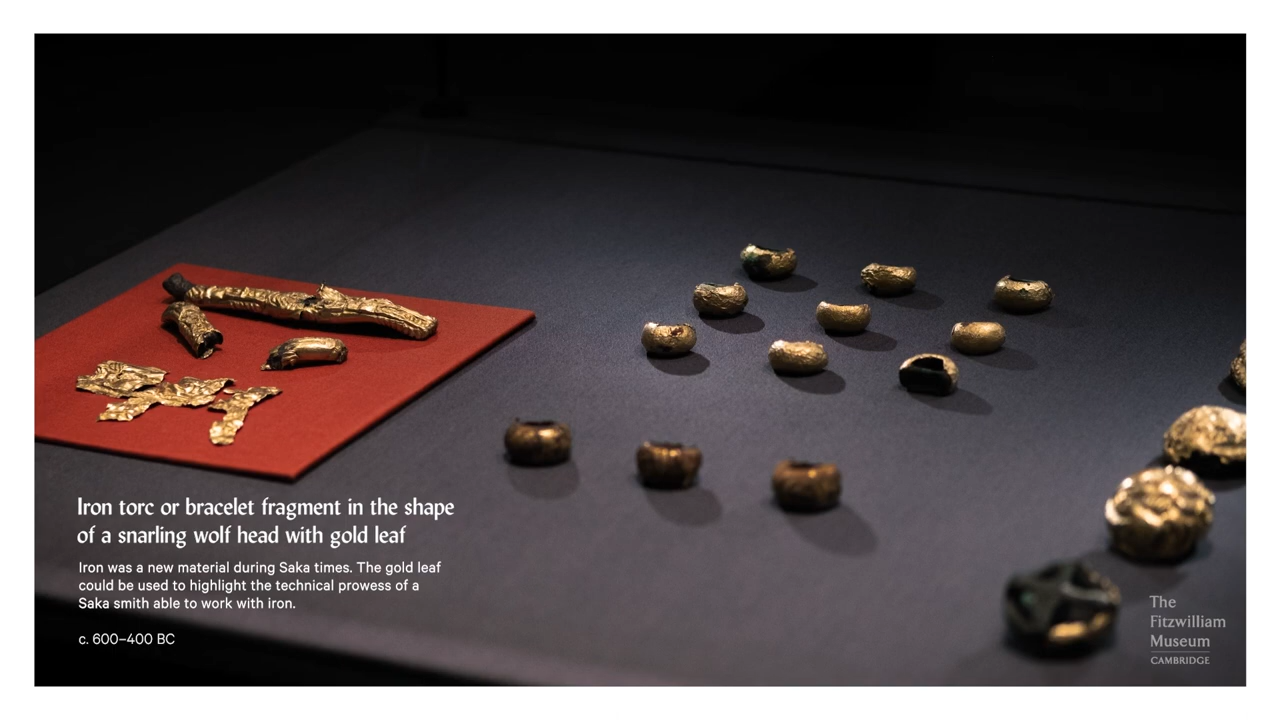 Iron torc or bracelet fragment in the shape
of a snarling wolf head with gold leaf
Iron was a new material during Saka times. The gold leaf
could be used to highlight the technical prowess of a
Saka smith able to work with iron.
c. 600–400 BC
The
Fitzwilliam
Museum
CAMBRIDGE